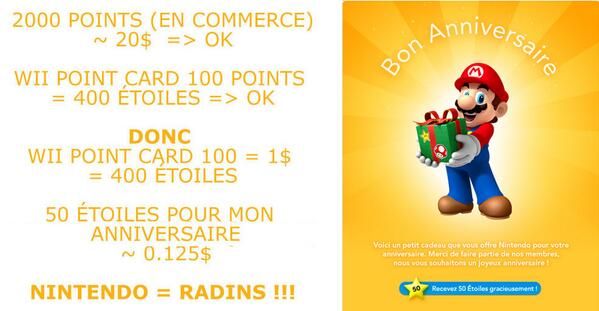 2000 POINTS (EN COMMERCE)
~ 20$ => OK
WII POINT CARD 100 POINTS
= 400 ÉTOILES => OK
DONC
WII POINT CARD 100 = 1$
= 400 ÉTOILES
50 ÉTOILES POUR MON
ANNIVERSAIRE
~ 0.125$
NINTENDO = RADINS !!!
Bon Anniversaire
M
Voici un petit cadeau que vous offre Nintendo pour votre
anniversaire. Merci de faire partie de nos membres,
nous vous souhaitons un joyeux anniversaire !
50 Recevez 50 Étoiles gracieusement !